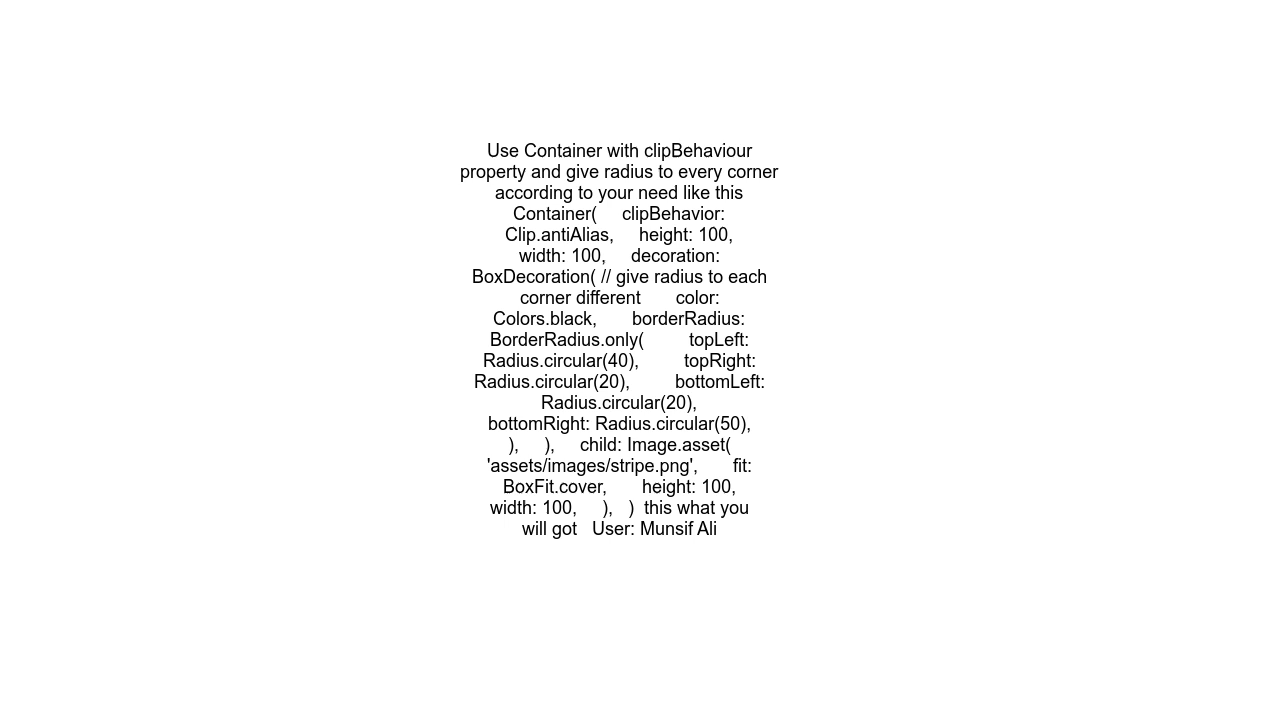 Use Container with clipBehaviour
property and give radius to every corner
according to your need like this
Container(     clipBehavior:
Clip.antiAlias,     height: 100,
width: 100,     decoration:
BoxDecoration( // give radius to each
corner different       color:
Colors.black,       borderRadius:
BorderRadius.only(         topLeft:
Radius.circular(40),         topRight:
Radius.circular(20),         bottomLeft:
Radius.circular(20),
bottomRight: Radius.circular(50),
),     ),     child: Image.asset(
'assets/images/stripe.png',       fit:
BoxFit.cover,       height: 100,
width: 100,     ),   )  this what you
will got   User: Munsif Ali